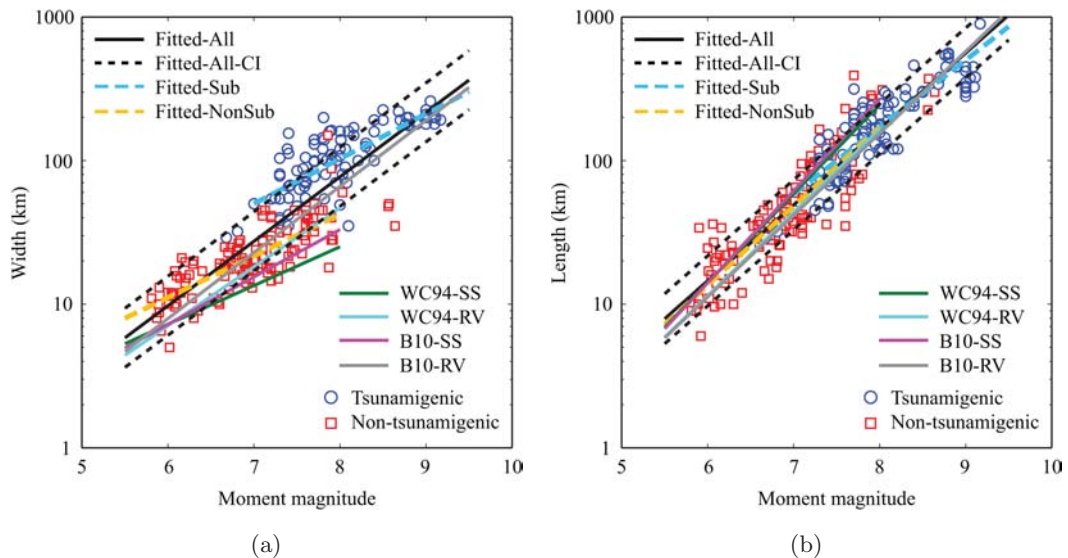 1000
100
10
1
Width (km)
Fitted-All
Fitted-All-CI
Fitted-Sub
Fitted-NonSub
WC94-SS
WC94-RV
B10-SS
B10-RV
Tsunamigenic
Non-tsunamigenic
5 6 7 8 9 10
Moment magnitude
(a)
1000
100
10
1
Length (km)
Fitted-All
Fitted-All-CI
Fitted-Sub
Fitted-NonSub
WC94-SS
WC94-RV
B10-SS
B10-RV
Tsunamigenic
Non-tsunamigenic
5 6 7 8 9 10
Moment magnitude
(b)